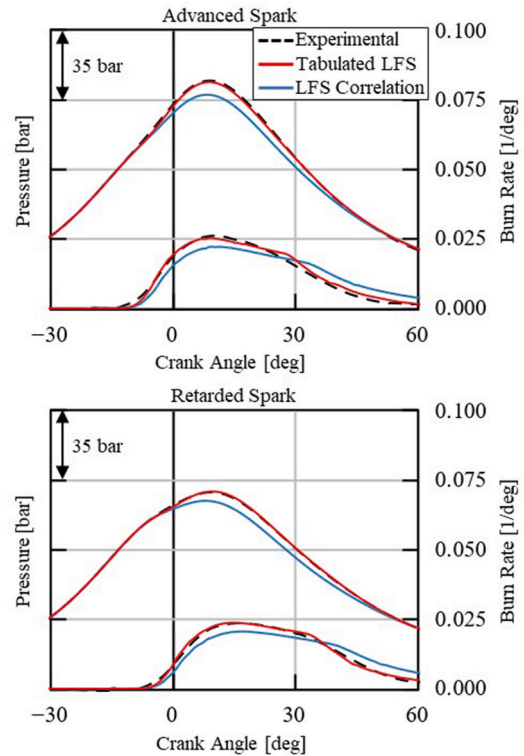 Advanced Spark
35 bar
Experimental
Tabulated LFS
LFS Correlation
Pressure [bar]
Burn Rate [1/deg]
0.100
0.075
0.050
0.025
0.000
−30
0
30
60
Crank Angle [deg]
Retarded Spark
35 bar
Pressure [bar]
Burn Rate [1/deg]
0.100
0.075
0.050
0.025
0.000
−30
0
30
60
Crank Angle [deg]